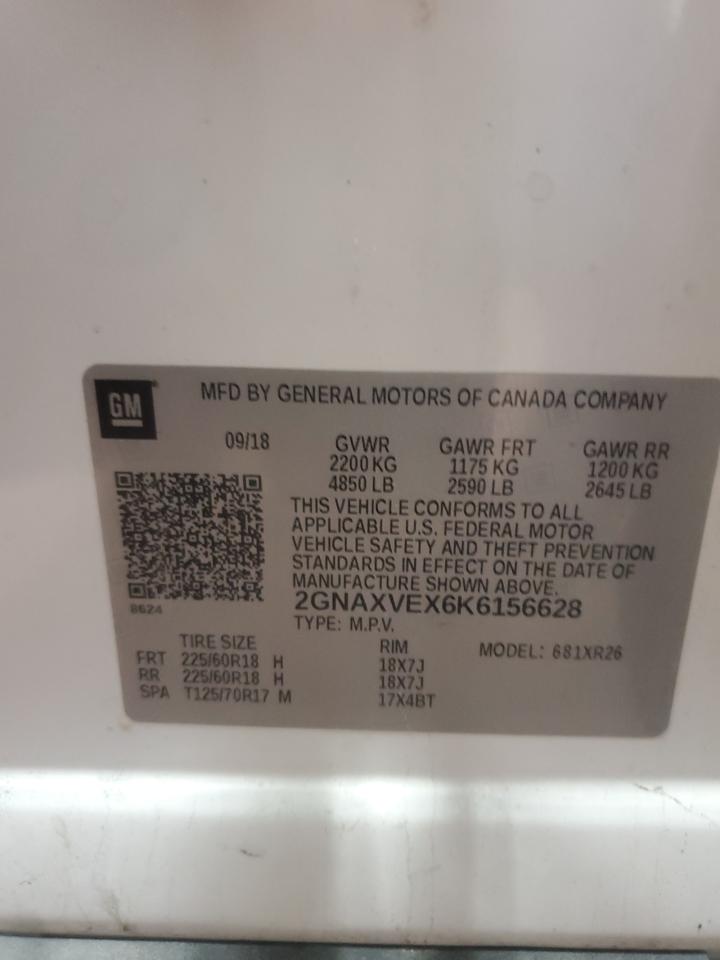 GM
MFD BY GENERAL MOTORS OF CANADA COMPANY
09/18 GVWR GAWR FRT GAWR RR
2200 KG 1175 KG 1200 KG
4850 LB 2590 LB 2645 LB
THIS VEHICLE CONFORMS TO ALL
APPLICABLE U.S. FEDERAL MOTOR
VEHICLE SAFETY AND THEFT PREVENTION
STANDARDS IN EFFECT ON THE DATE OF
MANUFACTURE SHOWN ABOVE.
8624
2GNAXVEX6K6156628
TYPE: M.P.V.
TIRE SIZE RIM MODEL: 681XR26
FRT 225/60R18 H 18X7J
RR 225/60R18 H 18X7J
SPA T125/70R17 M 17X4BT